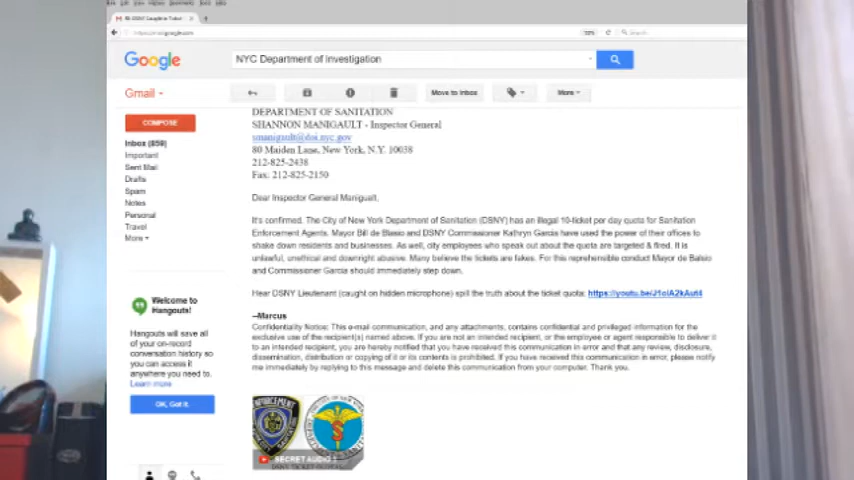 Google
NYC Department of Investigation
Gmail
Move to Inbox
More
COMPOSE
Inbox (859)
Important
Sent Mail
Drafts
Spam
Notes
Personal
Travel
More
Welcome to
Hangouts!
Hangouts will save all
of your on-record
conversation history so
you can access it
anywhere you need to.
Learn more
OK, Got it.
DEPARTMENT OF SANITATION
SHANNON MANIGAULT - Inspector General
smanigault@doi.nyc.gov
80 Maiden Lane, New York, N.Y. 10038
212-825-2438
Fax: 212-825-2150
Dear Inspector General Manigualt,
It's confirmed. The City of New York Department of Sanitation (DSNY) has an illegal 10-ticket per day quota for Sanitation
Enforcement Agents. Mayor Bill de Blasio and DSNY Commissioner Kathryn Garcia have used the power of their offices to
shake down residents and businesses. As well, city employees who speak out about the quota are targeted & fired. It is
unlawful, unethical and downright abusive. Many believe the tickets are fakes. For this reprehensible conduct Mayor de Balsio
and Commissioner Garcia should immediately step down.
Hear DSNY Lieutenant (caught on hidden microphone) spill the truth about the ticket quota:
--Marcus
Confidentiality Notice: This e-mail communication, and any attachments, contains confidential and privileged information for the
exclusive use of the recipient(s) named above. If you are not an intended recipient, or the employee or agent responsible to deliver it
to an intended recipient, you are hereby notified that you have received this communication in error and that any review, disclosure,
dissemination, distribution or copying of it or its contents is prohibited. If you have received this communication in error, please notify
me immediately by replying to this message and delete this communication from your computer. Thank you.
ENFORCEMENT
SECRET AUDIO